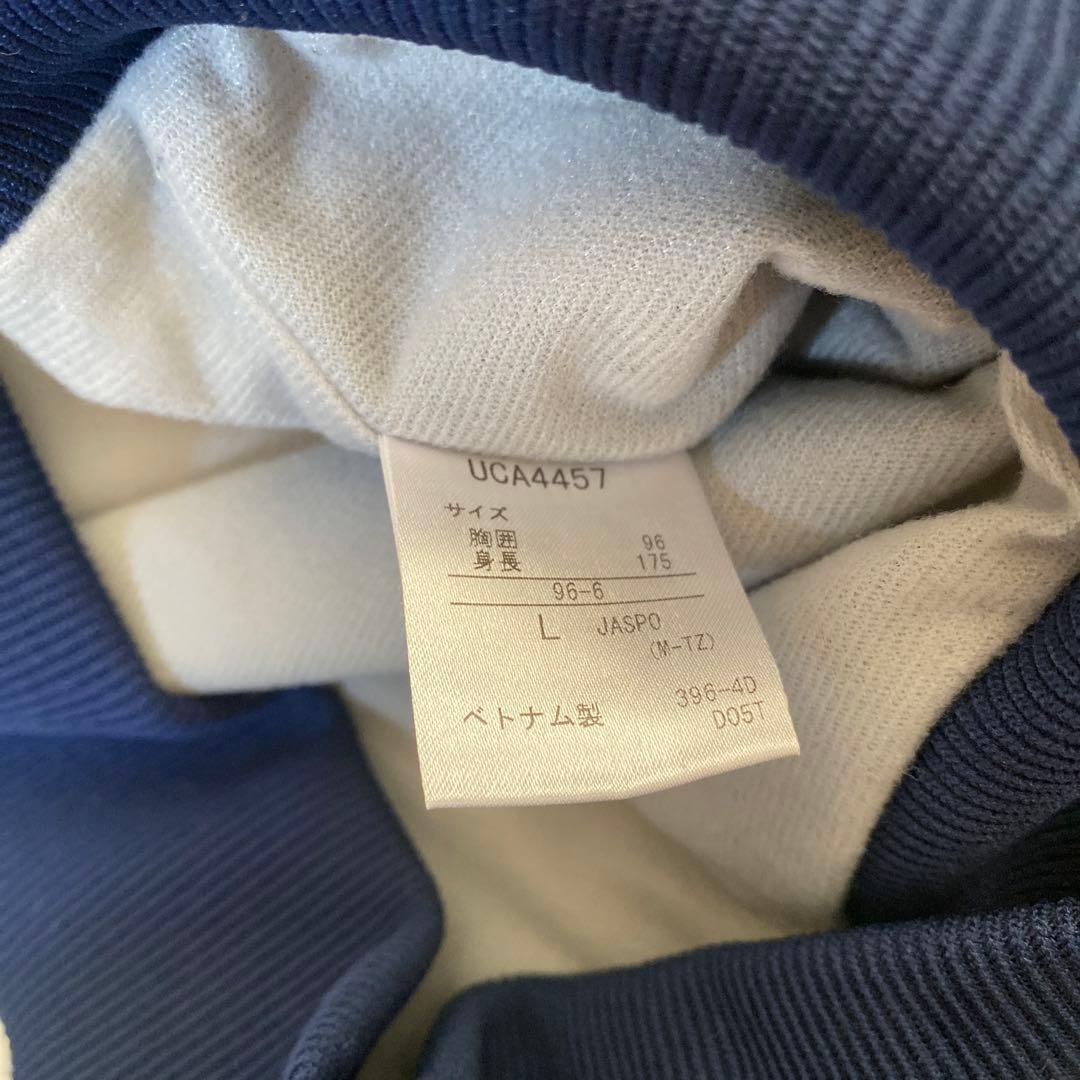 UCA4457
サイズ
胸囲 96
身長 175
96-6
L JASPO
(M-TZ)
396-4D
ベトナム製 D05T